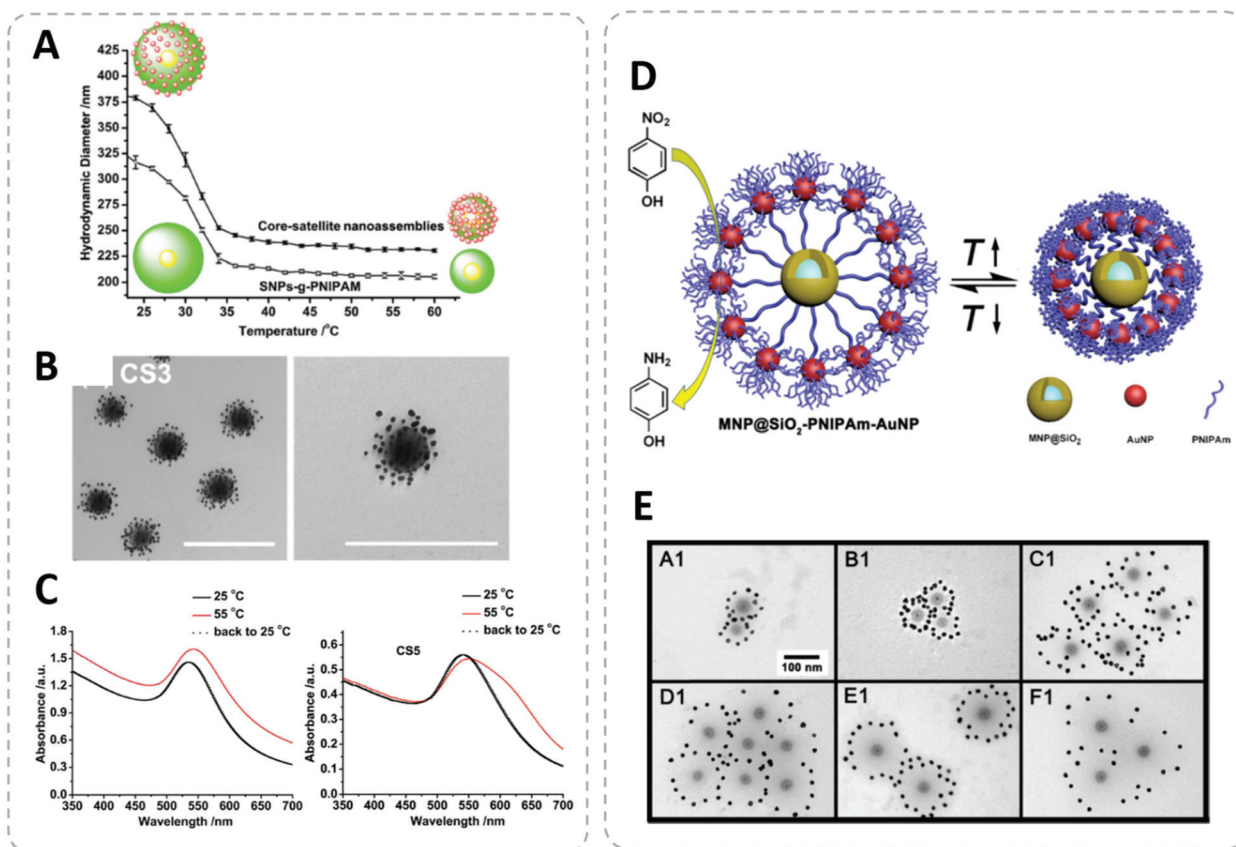 A
Hydrodynamic Diameter /nm
425
400
375
350
325
300
275
250
225
200
Core-satellite nanoassemblies
SNPs-g-PNIPAM
25 30 35 40 45 50 55 60
Temperature /°C
B
CS3
C
25 °C
55 °C
back to 25 °C
Absorbance /a.u.
1.8
1.5
1.2
0.9
0.6
0.3
0.0
350 400 450 500 550 600 650 700
Wavelength /nm
25 °C
55 °C
back to 25 °C
CS5
Absorbance /a.u.
0.6
0.5
0.4
0.3
0.2
0.1
0.0
350 400 450 500 550 600 650 700
Wavelength /nm
D
NO2
OH
NH2
OH
MNP@SiO2-PNIPAm-AuNP
T
T
MNP@SiO2
AuNP
PNIPAm
E
A1
B1
C1
100 nm
D1
E1
F1